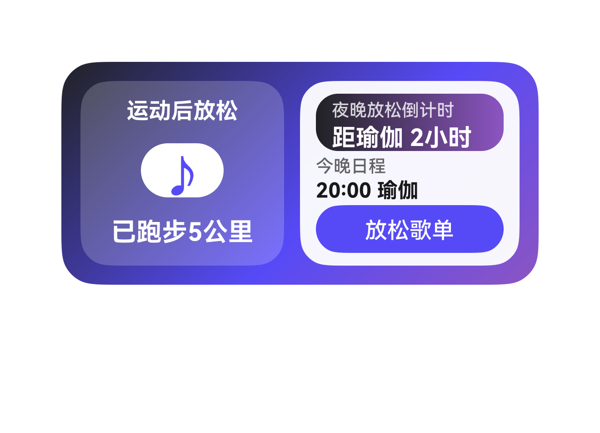 运动后放松
已跑步5公里
夜晚放松倒计时
距瑜伽 2小时
今晚日程
20:00 瑜伽
放松歌单